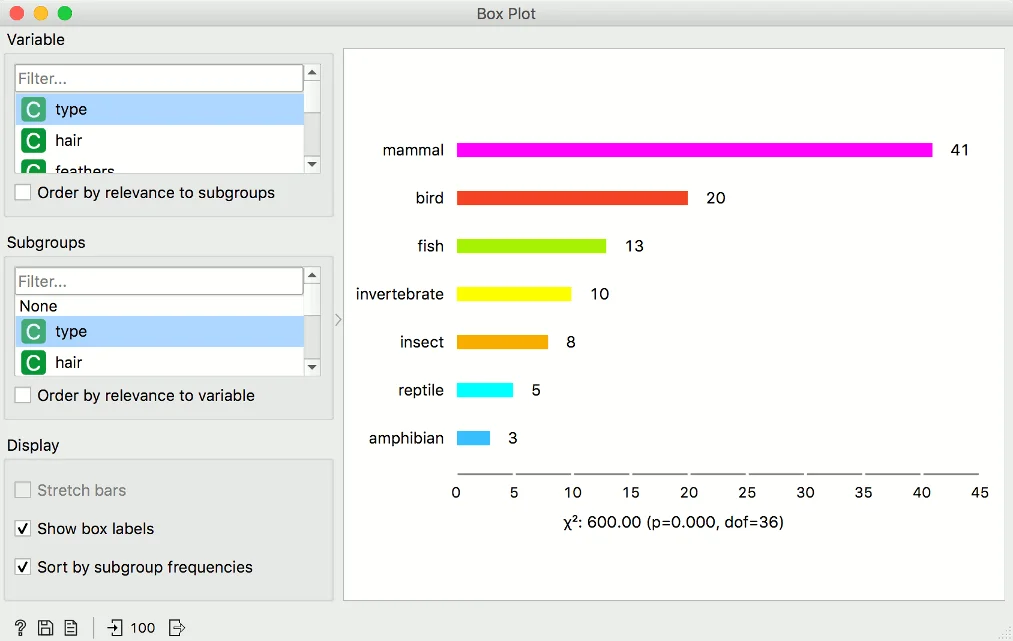 Box Plot
Variable
Filter...
C type
C hair
C feathers
Order by relevance to subgroups
Subgroups
Filter...
None
C type
C hair
Order by relevance to variable
Display
Stretch bars
Show box labels
Sort by subgroup frequencies
? 100
mammal 41
bird 20
fish 13
invertebrate 10
insect 8
reptile 5
amphibian 3
0 5 10 15 20 25 30 35 40 45
χ²: 600.00 (p=0.000, dof=36)